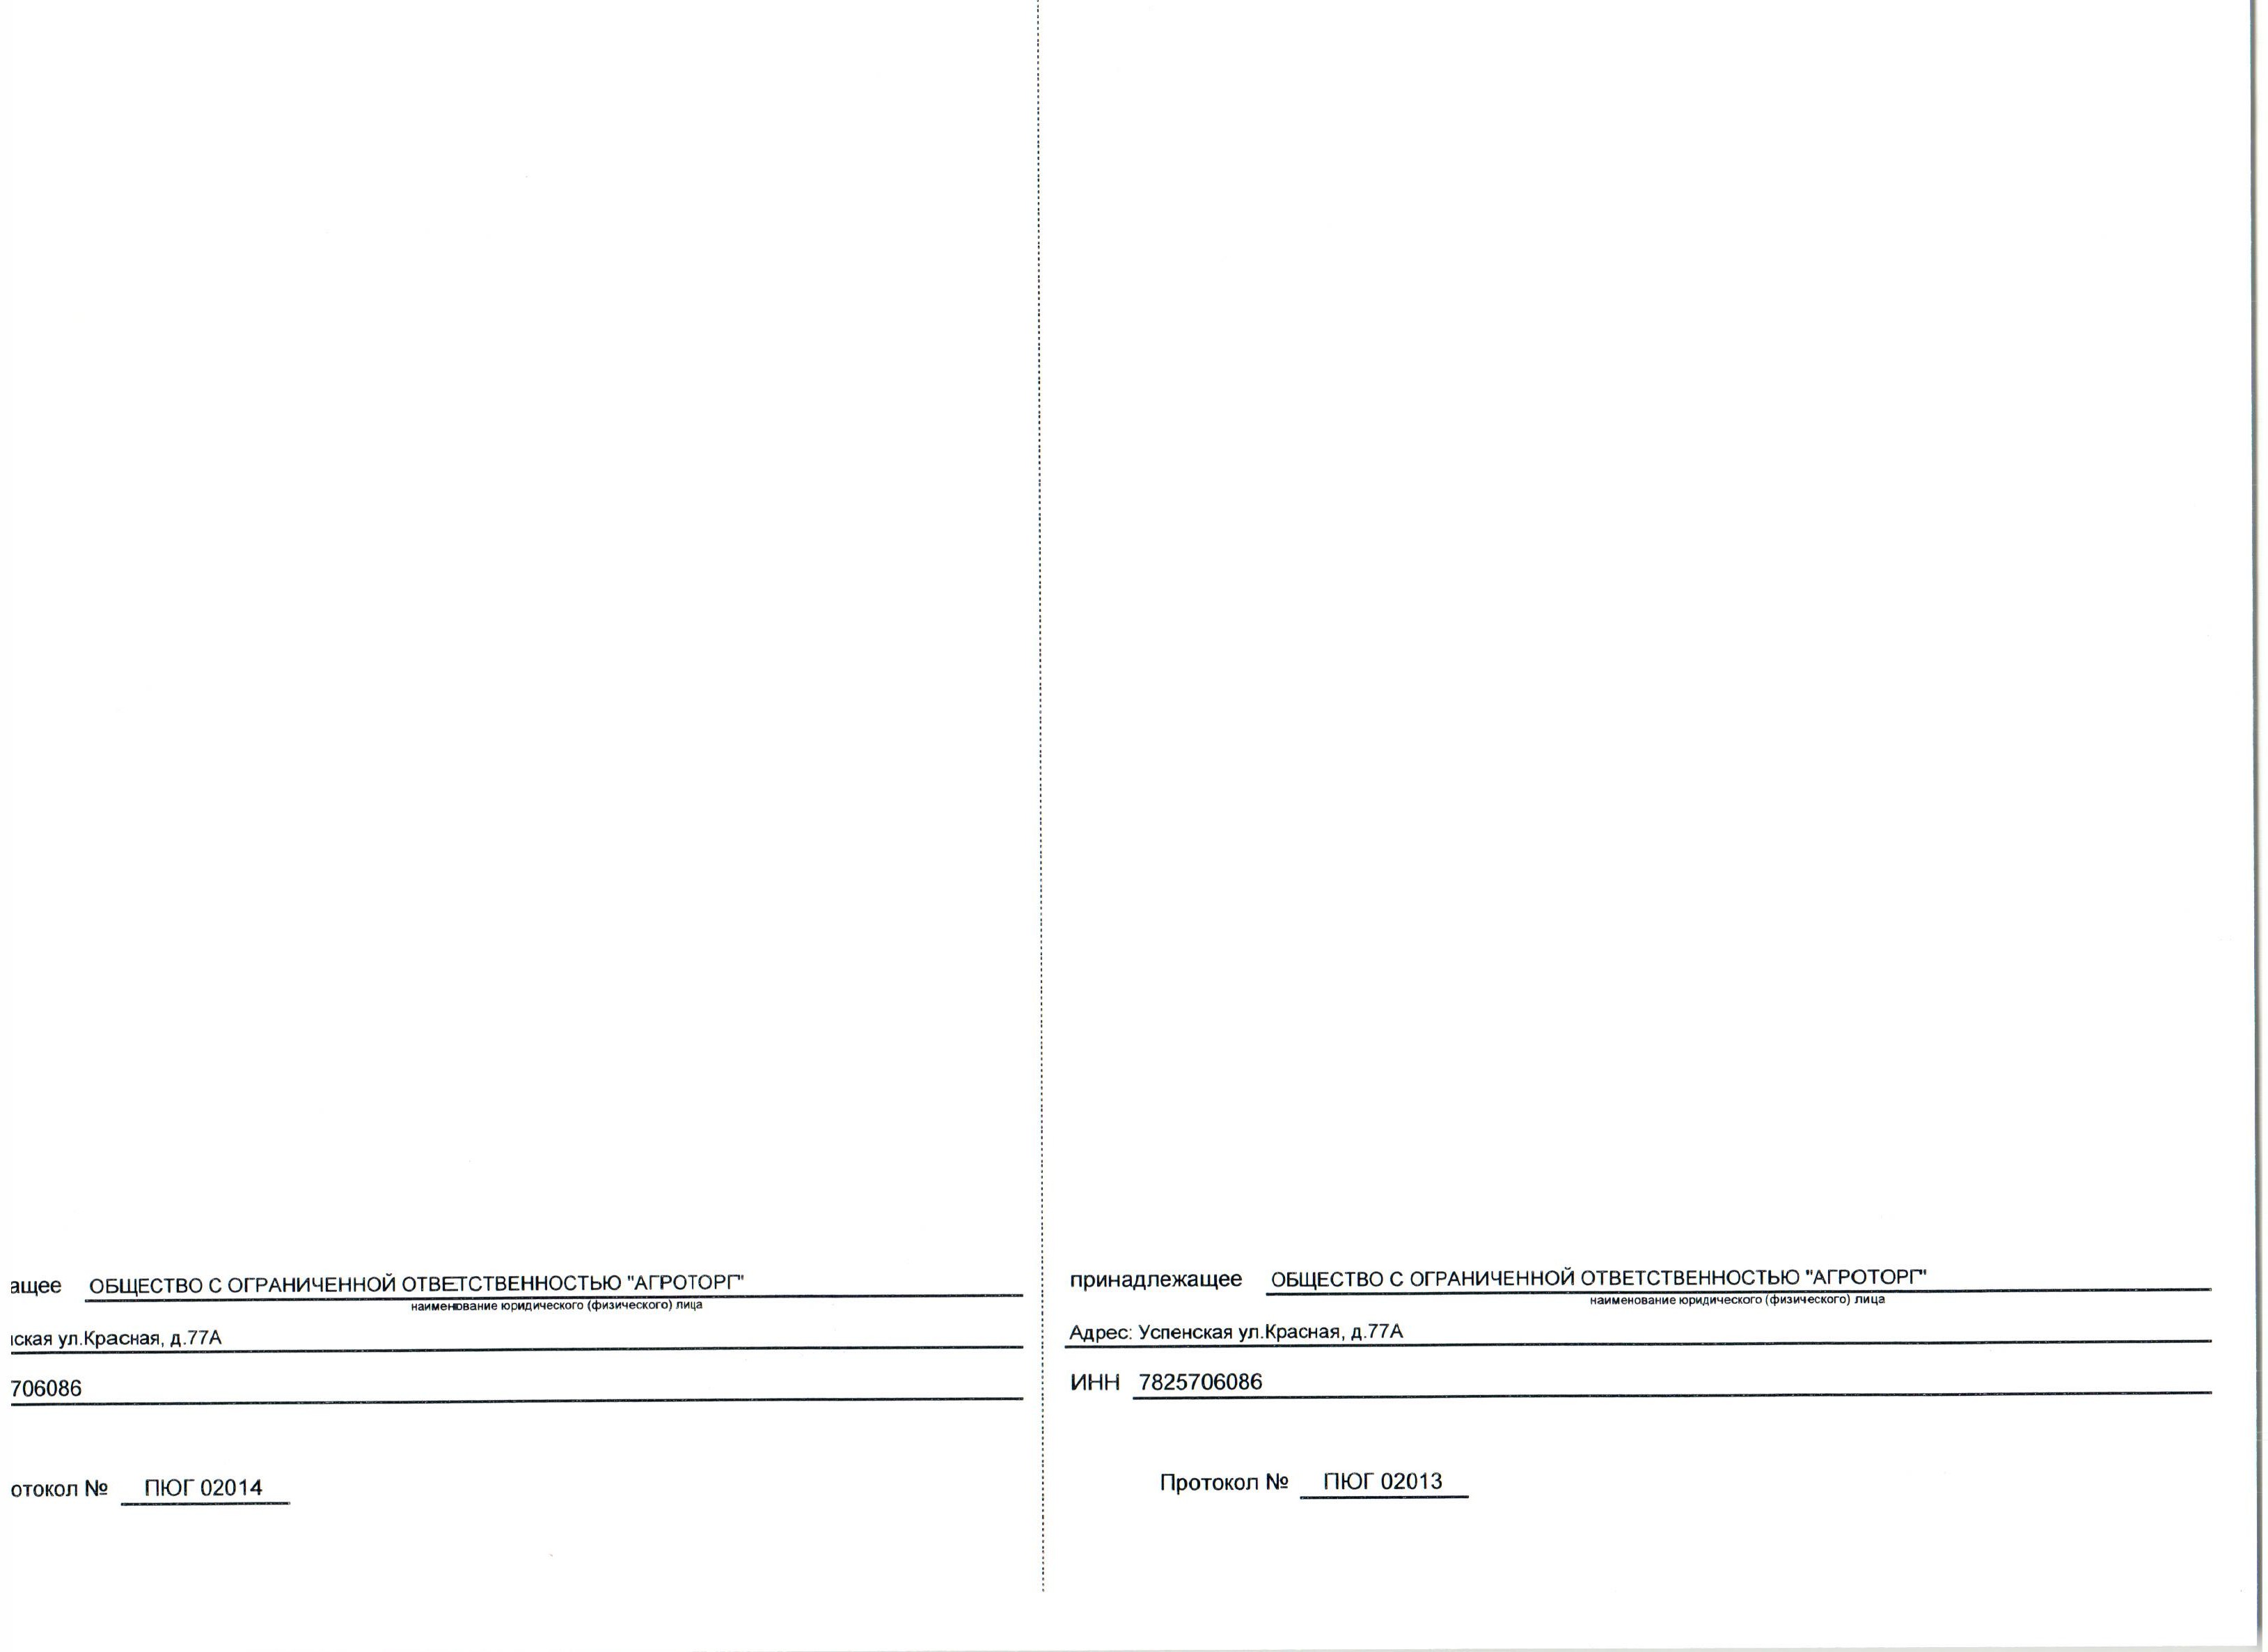 ащее ОБЩЕСТВО С ОГРАНИЧЕННОЙ ОТВЕТСТВЕННОСТЬЮ "АГРОТОРГ"
наименование юридического (физического) лица
ская ул.Красная, д.77А
706086
отокол № ПЮГ 02014
принадлежащее ОБЩЕСТВО С ОГРАНИЧЕННОЙ ОТВЕТСТВЕННОСТЬЮ "АГРОТОРГ"
наименование юридического (физического) лица
Адрес: Успенская ул.Красная, д.77А
ИНН 7825706086
Протокол № ПЮГ 02013